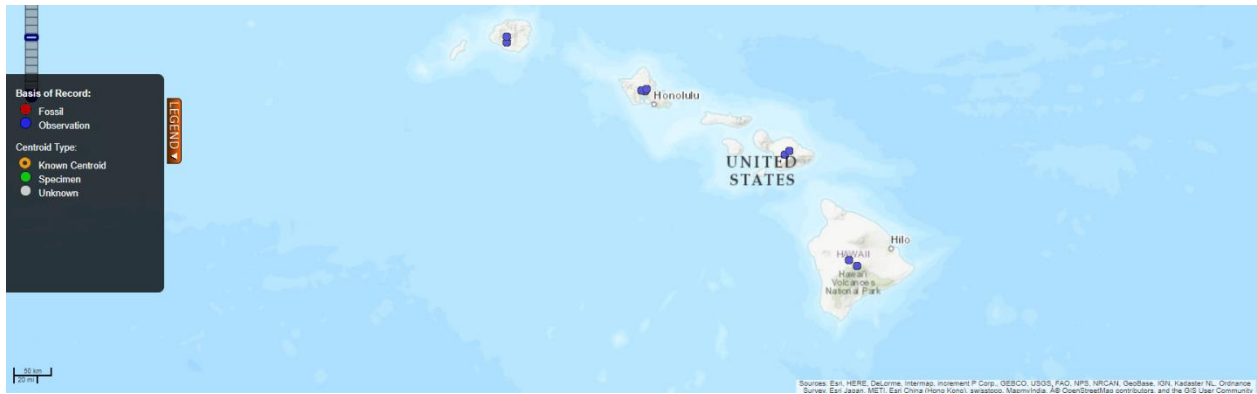 Basis of Record:
Fossil
Observation
Centroid Type:
Known Centroid
Specimen
Unknown
LEGEND
Honolulu
UNITED
STATES
Hilo
HAWAII
Hawai'i
Volcanoes
National Park
50 km
20 mi
Sources: Esri, HERE, DeLorme, Intermap, increment P Corp., GEBCO, USGS, FAO, NPS, NRCAN, GeoBase, IGN, Kadaster NL, Ordnance
Survey, Esri Japan, METI, Esri China (Hong Kong), swisstopo, MapmyIndia, Â© OpenStreetMap contributors, and the GIS User Community